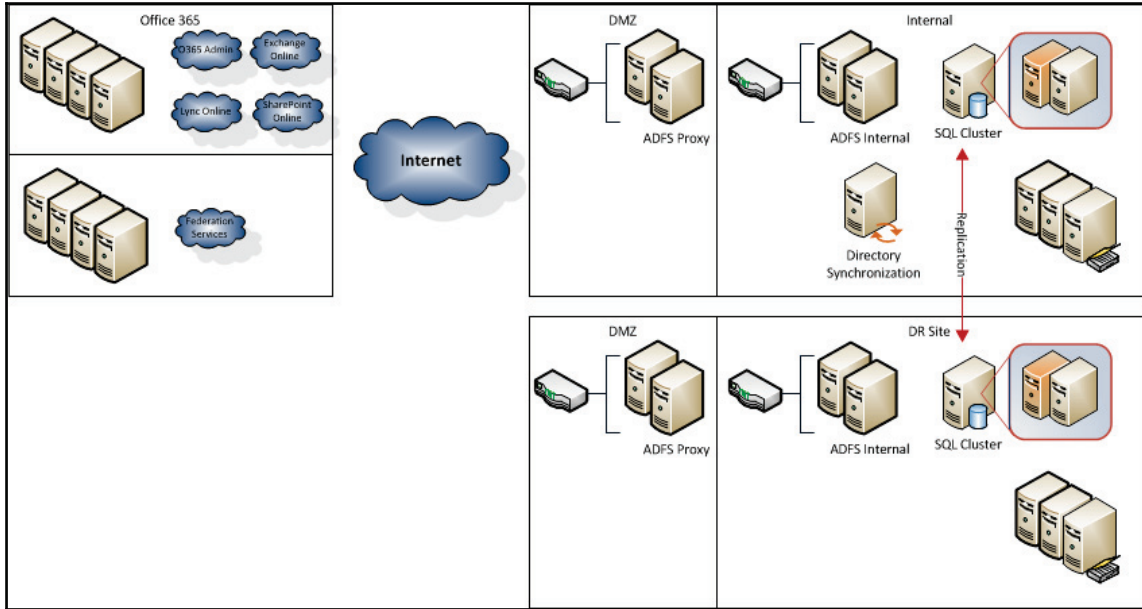 Office 365
O365 Admin
Exchange
Online
Lync Online
SharePoint
Online
Federation
Services
Internet
DMZ
ADFS Proxy
Internal
ADFS Internal
SQL Cluster
Directory
Synchronization
Replication
DMZ
ADFS Proxy
DR Site
ADFS Internal
SQL Cluster